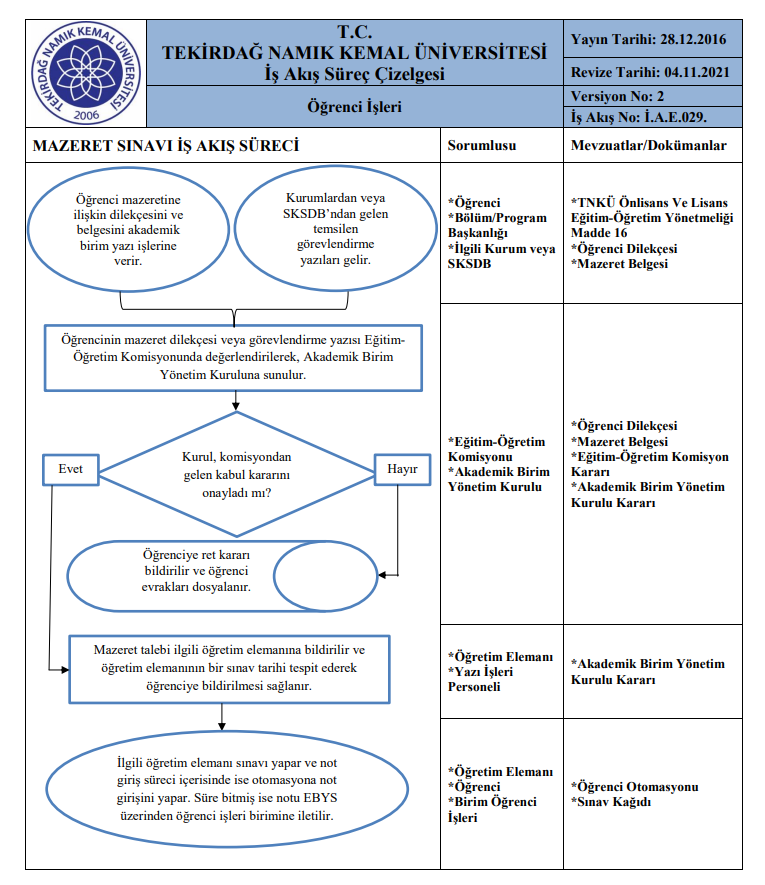 TEKİRDAĞ NAMIK KEMAL ÜNİVERSİTESİ
2006
T.C.
TEKİRDAĞ NAMIK KEMAL ÜNİVERSİTESİ
İş Akış Süreç Çizelgesi
Öğrenci İşleri
Yayın Tarihi: 28.12.2016
Revize Tarihi: 04.11.2021
Versiyon No: 2
İş Akış No: İ.A.E.029.
MAZERET SINAVI İŞ AKIŞ SÜRECİ
Sorumlusu
Mevzuatlar/Dokümanlar
Öğrenci mazeretine
ilişkin dilekçesini ve
belgesini akademik
birim yazı işlerine
verir.
Kurumlardan veya
SKSDB’ndan gelen
temsilen
görevlendirme
yazıları gelir.
*Öğrenci
*Bölüm/Program
Başkanlığı
*İlgili Kurum veya
SKSDB
*TNKÜ Önlisans Ve Lisans
Eğitim-Öğretim Yönetmeliği
Madde 16
*Öğrenci Dilekçesi
*Mazeret Belgesi
Öğrencinin mazeret dilekçesi veya görevlendirme yazısı Eğitim-
Öğretim Komisyonunda değerlendirilerek, Akademik Birim
Yönetim Kuruluna sunulur.
Kurul, komisyondan
gelen kabul kararını
onayladı mı?
Evet
Hayır
Öğrenciye ret kararı
bildirilir ve öğrenci
evrakları dosyalanır.
*Eğitim-Öğretim
Komisyonu
*Akademik Birim
Yönetim Kurulu
*Öğrenci Dilekçesi
*Mazeret Belgesi
*Eğitim-Öğretim Komisyon
Kararı
*Akademik Birim Yönetim
Kurulu Kararı
Mazeret talebi ilgili öğretim elemanına bildirilir ve
öğretim elemanının bir sınav tarihi tespit ederek
öğrenciye bildirilmesi sağlanır.
*Öğretim Elemanı
*Yazı İşleri
Personeli
*Akademik Birim Yönetim
Kurulu Kararı
İlgili öğretim elemanı sınavı yapar ve not
giriş süreci içerisinde ise otomasyona not
girişini yapar. Süre bitmiş ise notu EBYS
üzerinden öğrenci işleri birimine iletilir.
*Öğretim Elemanı
*Öğrenci
*Birim Öğrenci
İşleri
*Öğrenci Otomasyonu
*Sınav Kağıdı